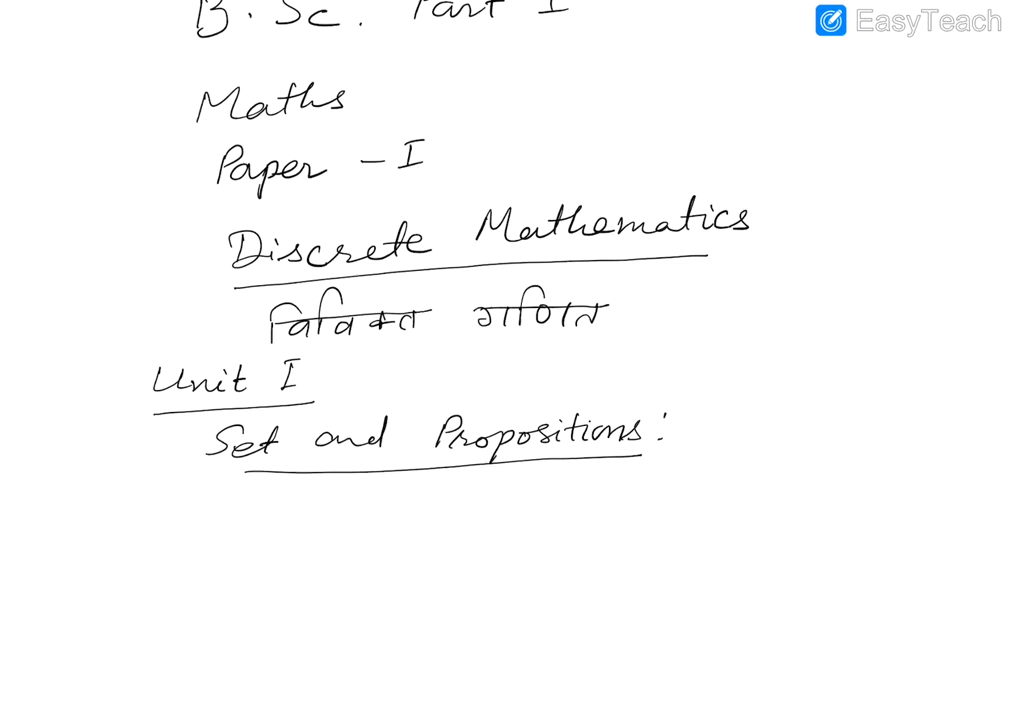 B. Sc. Part I
EasyTeach
Maths
Paper - I
Discrete Mathematics
विविक्त गणित
Unit I
Set and Propositions: